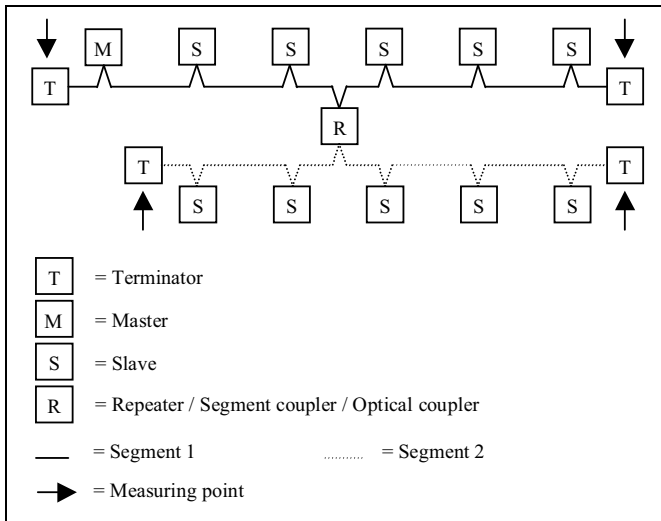 M S S S S S
T T
R
T T
S S S S S
T = Terminator
M = Master
S = Slave
R = Repeater / Segment coupler / Optical coupler
= Segment 1 = Segment 2
= Measuring point